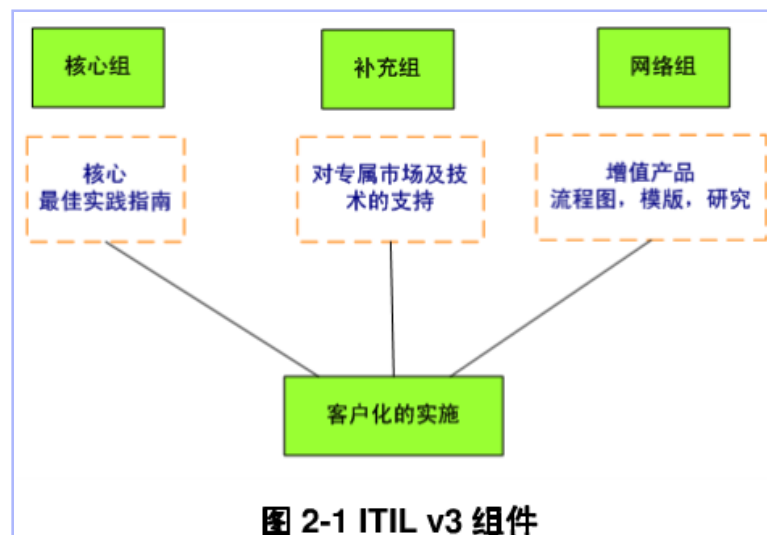 核心组
补充组
网络组
核心
最佳实践指南
对专属市场及技
术的支持
增值产品
流程图，模版，研究
客户化的实施
图 2-1 ITIL v3 组件